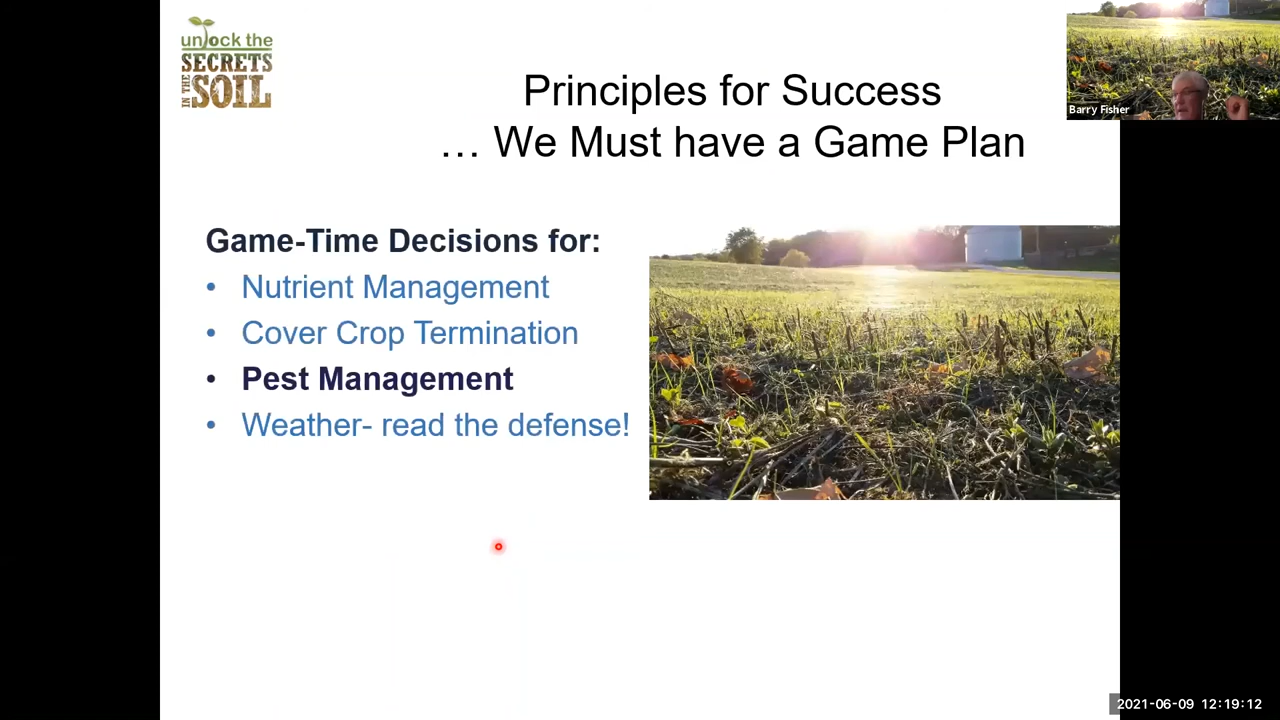 unlock the
SECRETS
IN THE
SOIL
Principles for Success
… We Must have a Game Plan
Barry Fisher
Game-Time Decisions for:
• Nutrient Management
• Cover Crop Termination
• Pest Management
• Weather- read the defense!
2021-06-09 12:19:12